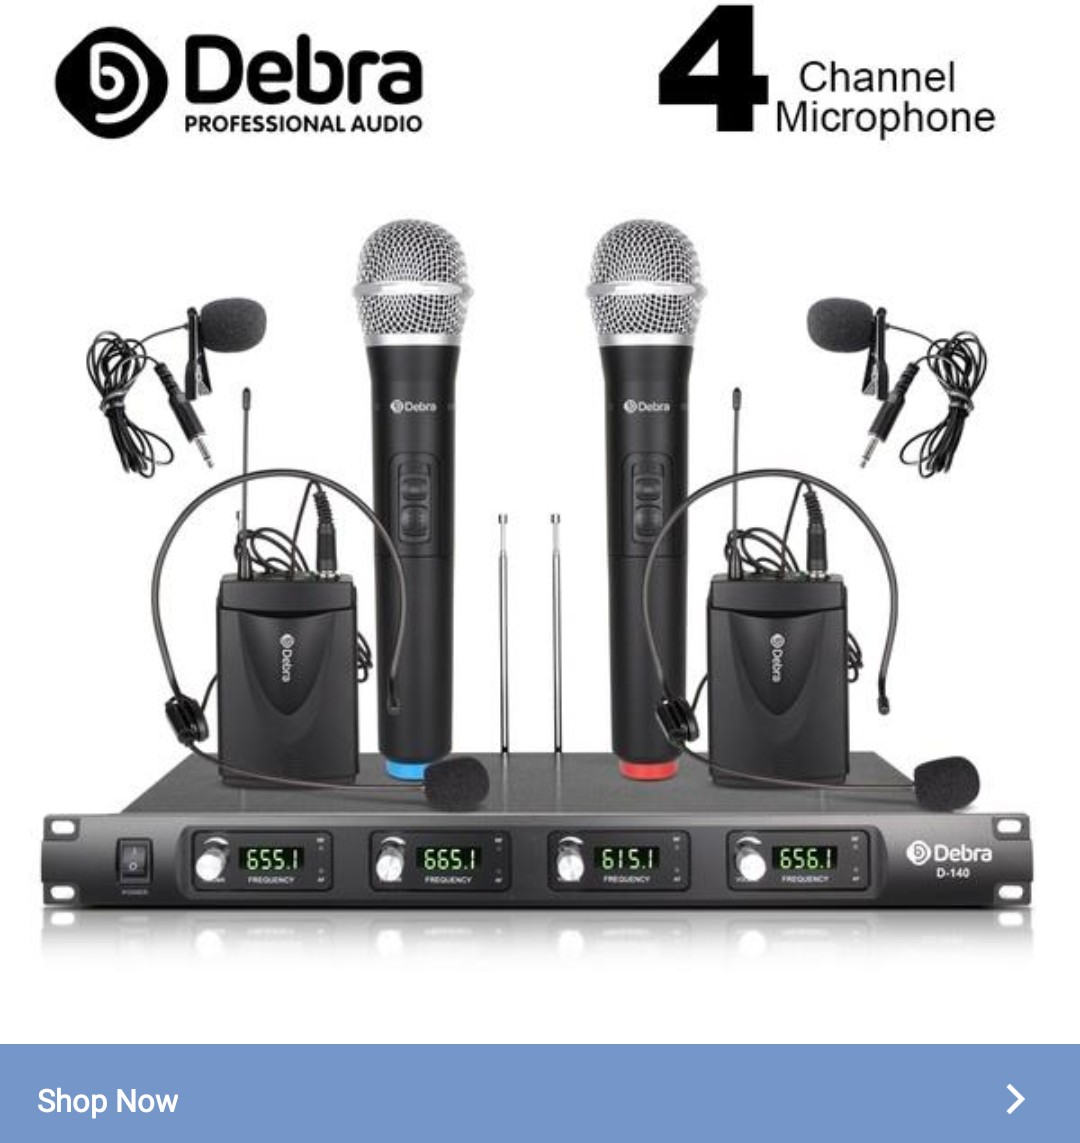 Debra
PROFESSIONAL AUDIO
4
Channel
Microphone
Debra
Debra
Debra
Debra
655.1
665.1
615.1
656.1
FREQUENCY
FREQUENCY
FREQUENCY
FREQUENCY
POWER
Debra
D-140
Shop Now